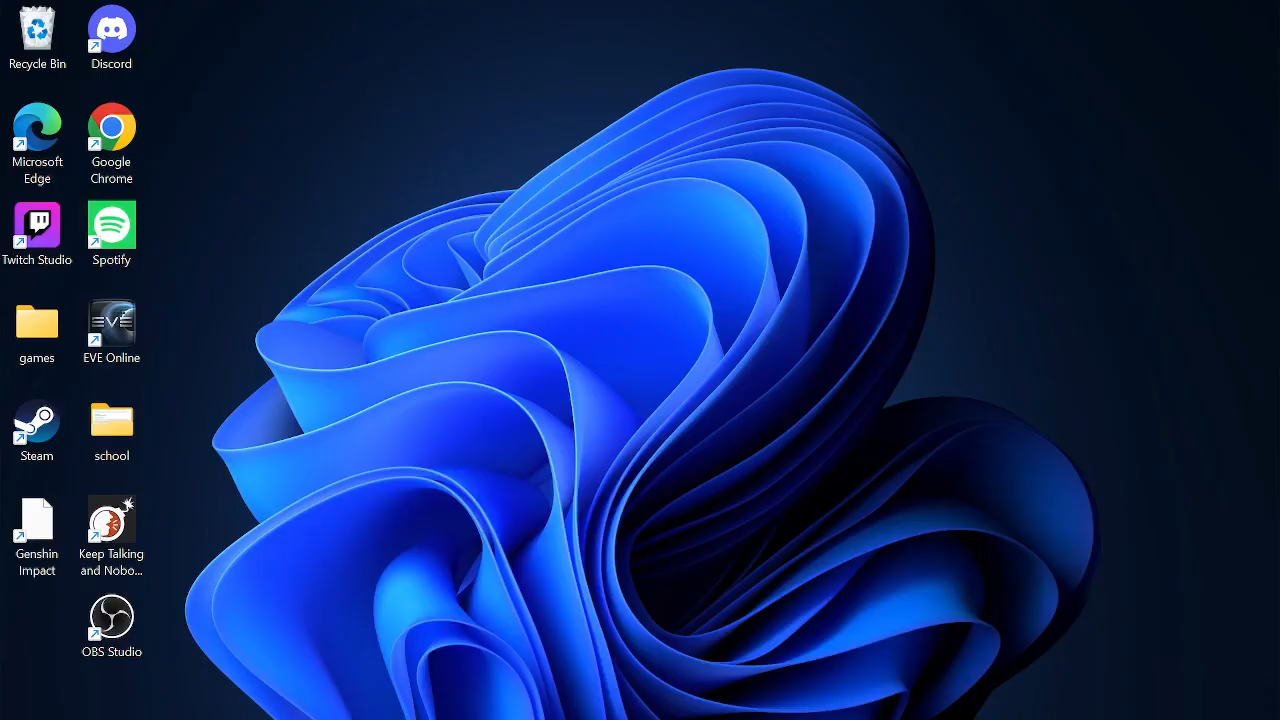 Recycle Bin
Discord
Microsoft
Edge
Google
Chrome
Twitch Studio
Spotify
games
EVE
EVE Online
Steam
school
Genshin
Impact
Keep Talking
and Nobo...
OBS Studio